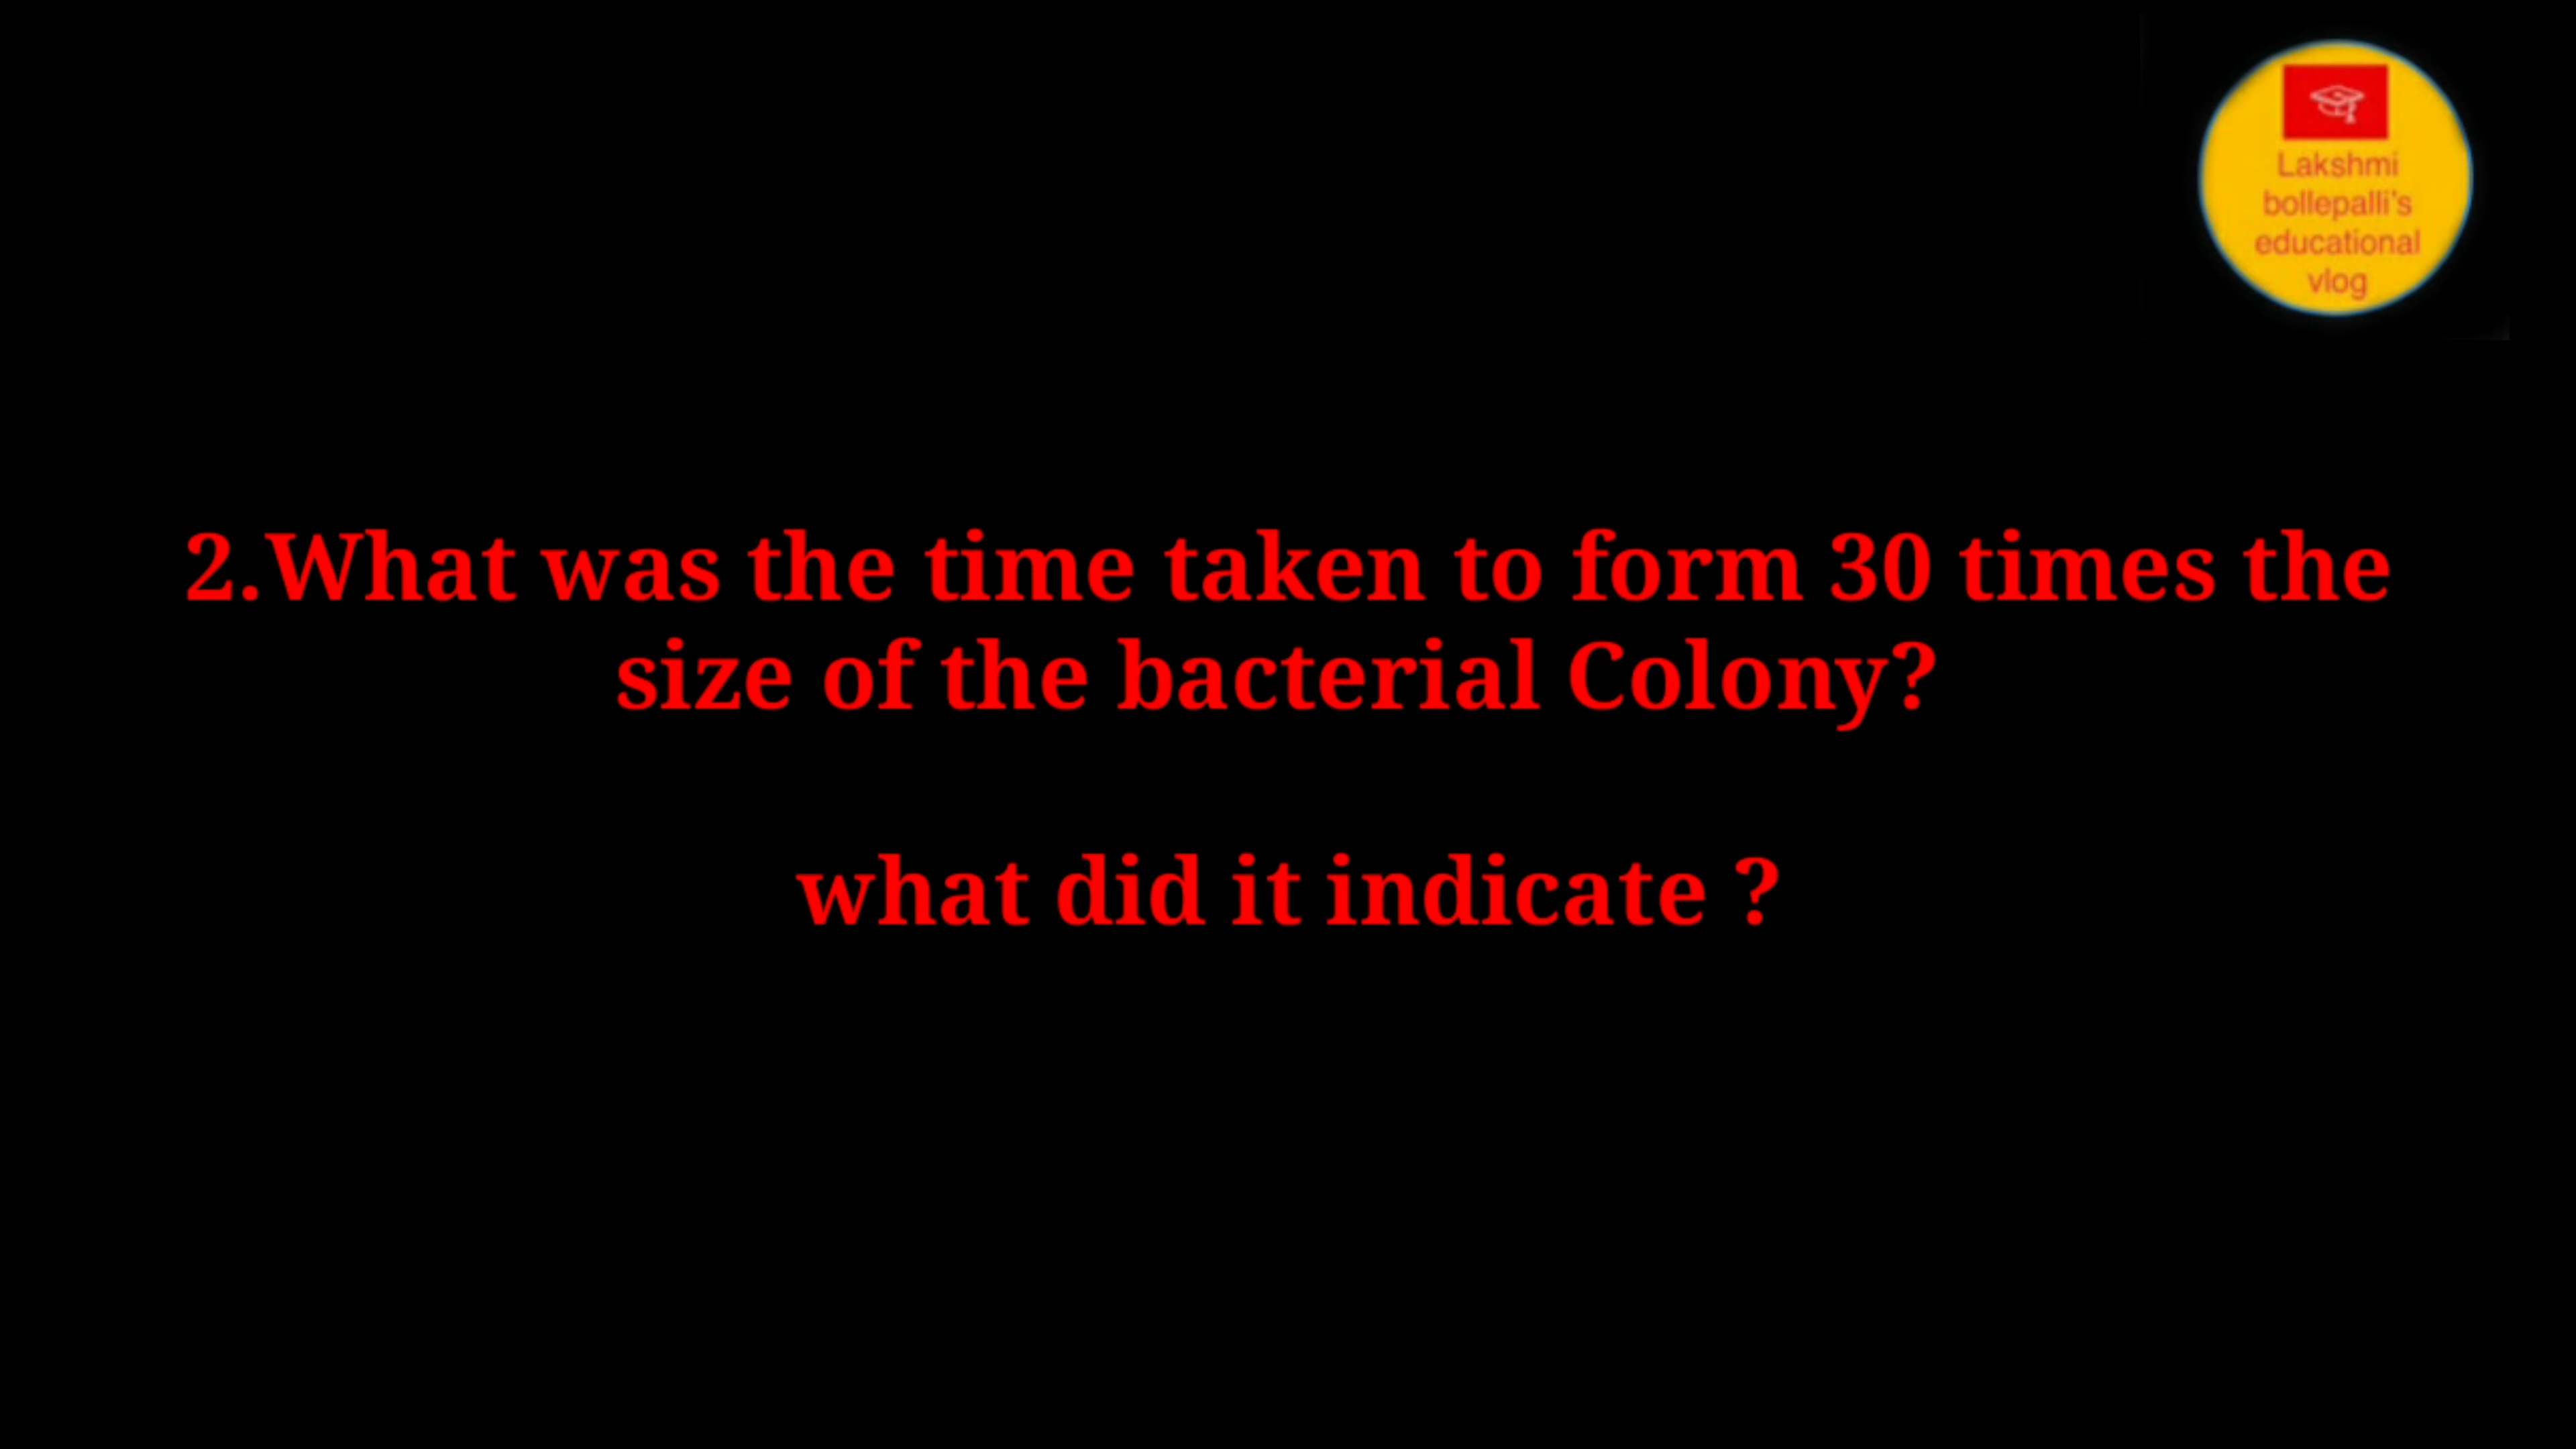 Lakshmi
bollepalli's
educational
vlog
2.What was the time taken to form 30 times the
size of the bacterial Colony?
what did it indicate ?